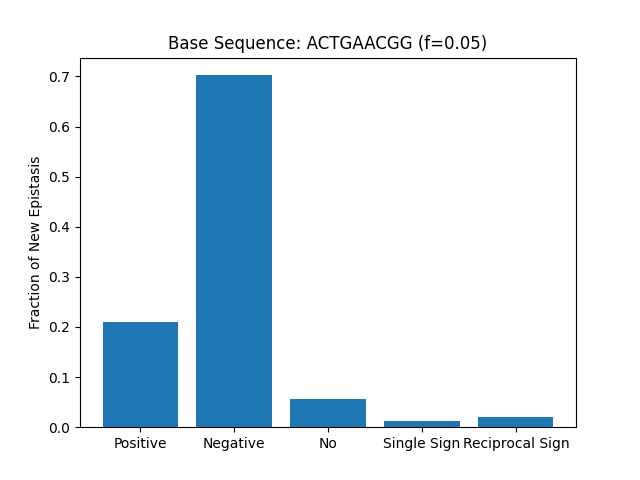 Base Sequence: ACTGAACGG (f=0.05)
Fraction of New Epistasis
0.7
0.6
0.5
0.4
0.3
0.2
0.1
0.0
Positive Negative No Single Sign Reciprocal Sign